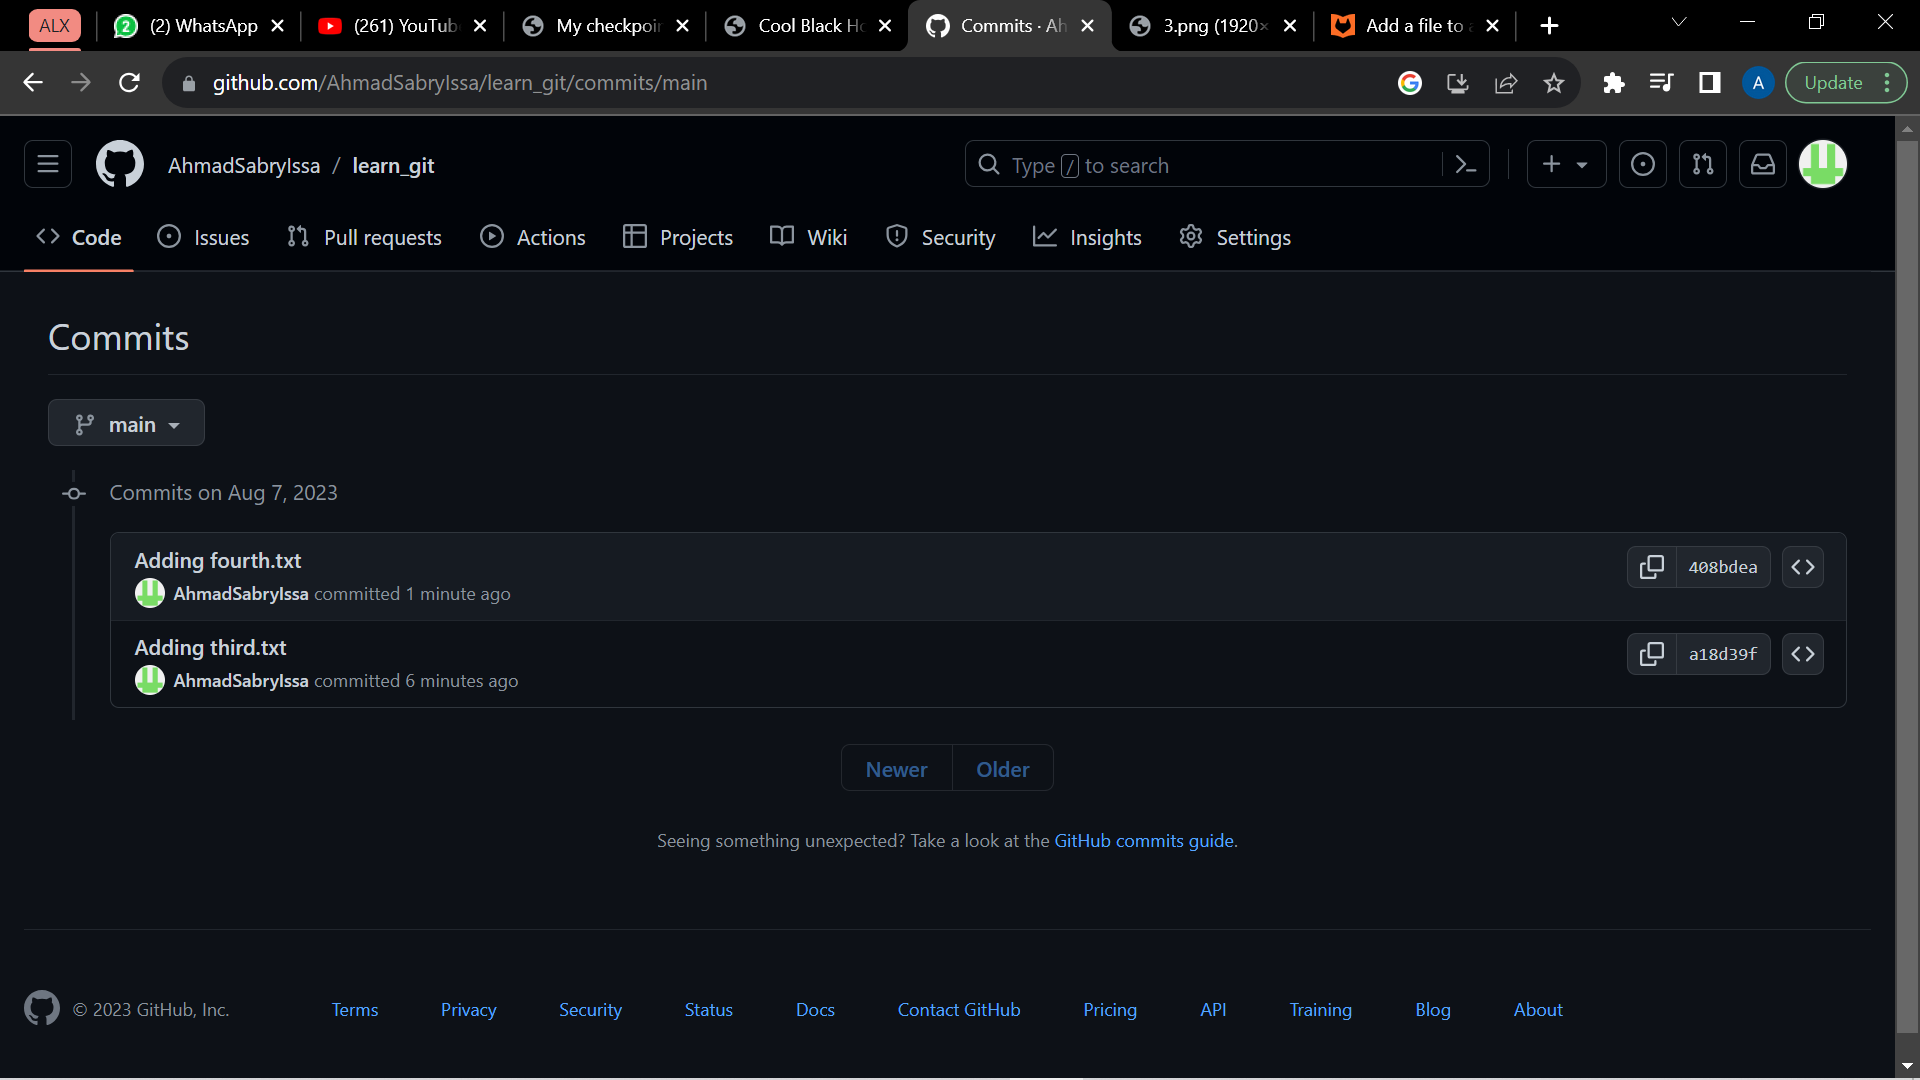 ALX
2 (2) WhatsApp
(261) YouTub
My checkpoin
Cool Black Ho
Commits · Ah
3.png (1920×
Add a file to a
github.com/AhmadSabryIssa/learn_git/commits/main
A
Update
AhmadSabryIssa / learn_git
Type / to search
Code
Issues
Pull requests
Actions
Projects
Wiki
Security
Insights
Settings
Commits
main
Commits on Aug 7, 2023
Adding fourth.txt
408bdea
AhmadSabryIssa committed 1 minute ago
Adding third.txt
a18d39f
AhmadSabryIssa committed 6 minutes ago
Newer
Older
Seeing something unexpected? Take a look at the GitHub commits guide.
© 2023 GitHub, Inc.
Terms
Privacy
Security
Status
Docs
Contact GitHub
Pricing
API
Training
Blog
About